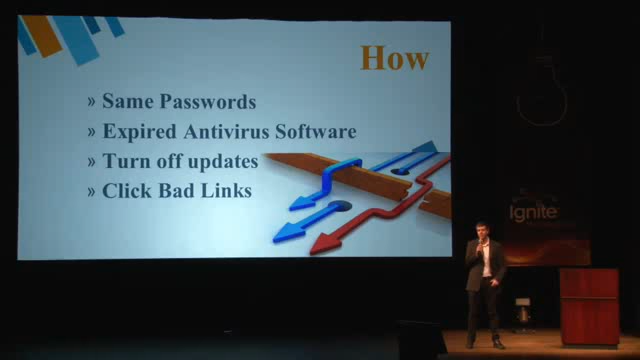 How
» Same Passwords
» Expired Antivirus Software
» Turn off updates
» Click Bad Links
Ignite